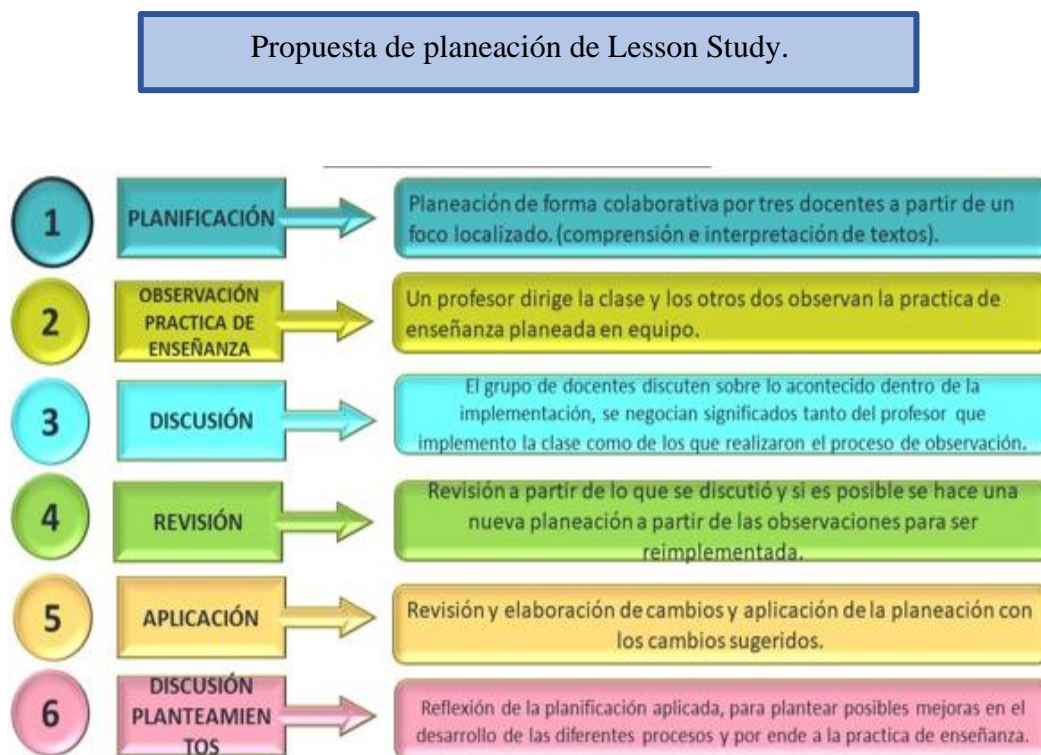 Propuesta de planeación de Lesson Study.
1
PLANIFICACIÓN
Planeación de forma colaborativa por tres docentes a partir de un
foco localizado. (comprensión e interpretación de textos).
2
OBSERVACIÓN
PRACTICA DE
ENSEÑANZA
Un profesor dirige la clase y los otros dos observan la practica de
enseñanza planeada en equipo.
3
DISCUSIÓN
El grupo de docentes discuten sobre lo acontecido dentro de la
implementación, se negocian significados tanto del profesor que
implemento la clase como de los que realizaron el proceso de observación.
4
REVISIÓN
Revisión a partir de lo que se discutió y si es posible se hace una
nueva planeación a partir de las observaciones para ser
reimplementada.
5
APLICACIÓN
Revisión y elaboración de cambios y aplicación de la planeación con
los cambios sugeridos.
6
DISCUSIÓN
PLANTEAMIEN
TOS
Reflexión de la planificación aplicada, para plantear posibles mejoras en el
desarrollo de las diferentes procesos y por ende a la practica de enseñanza.